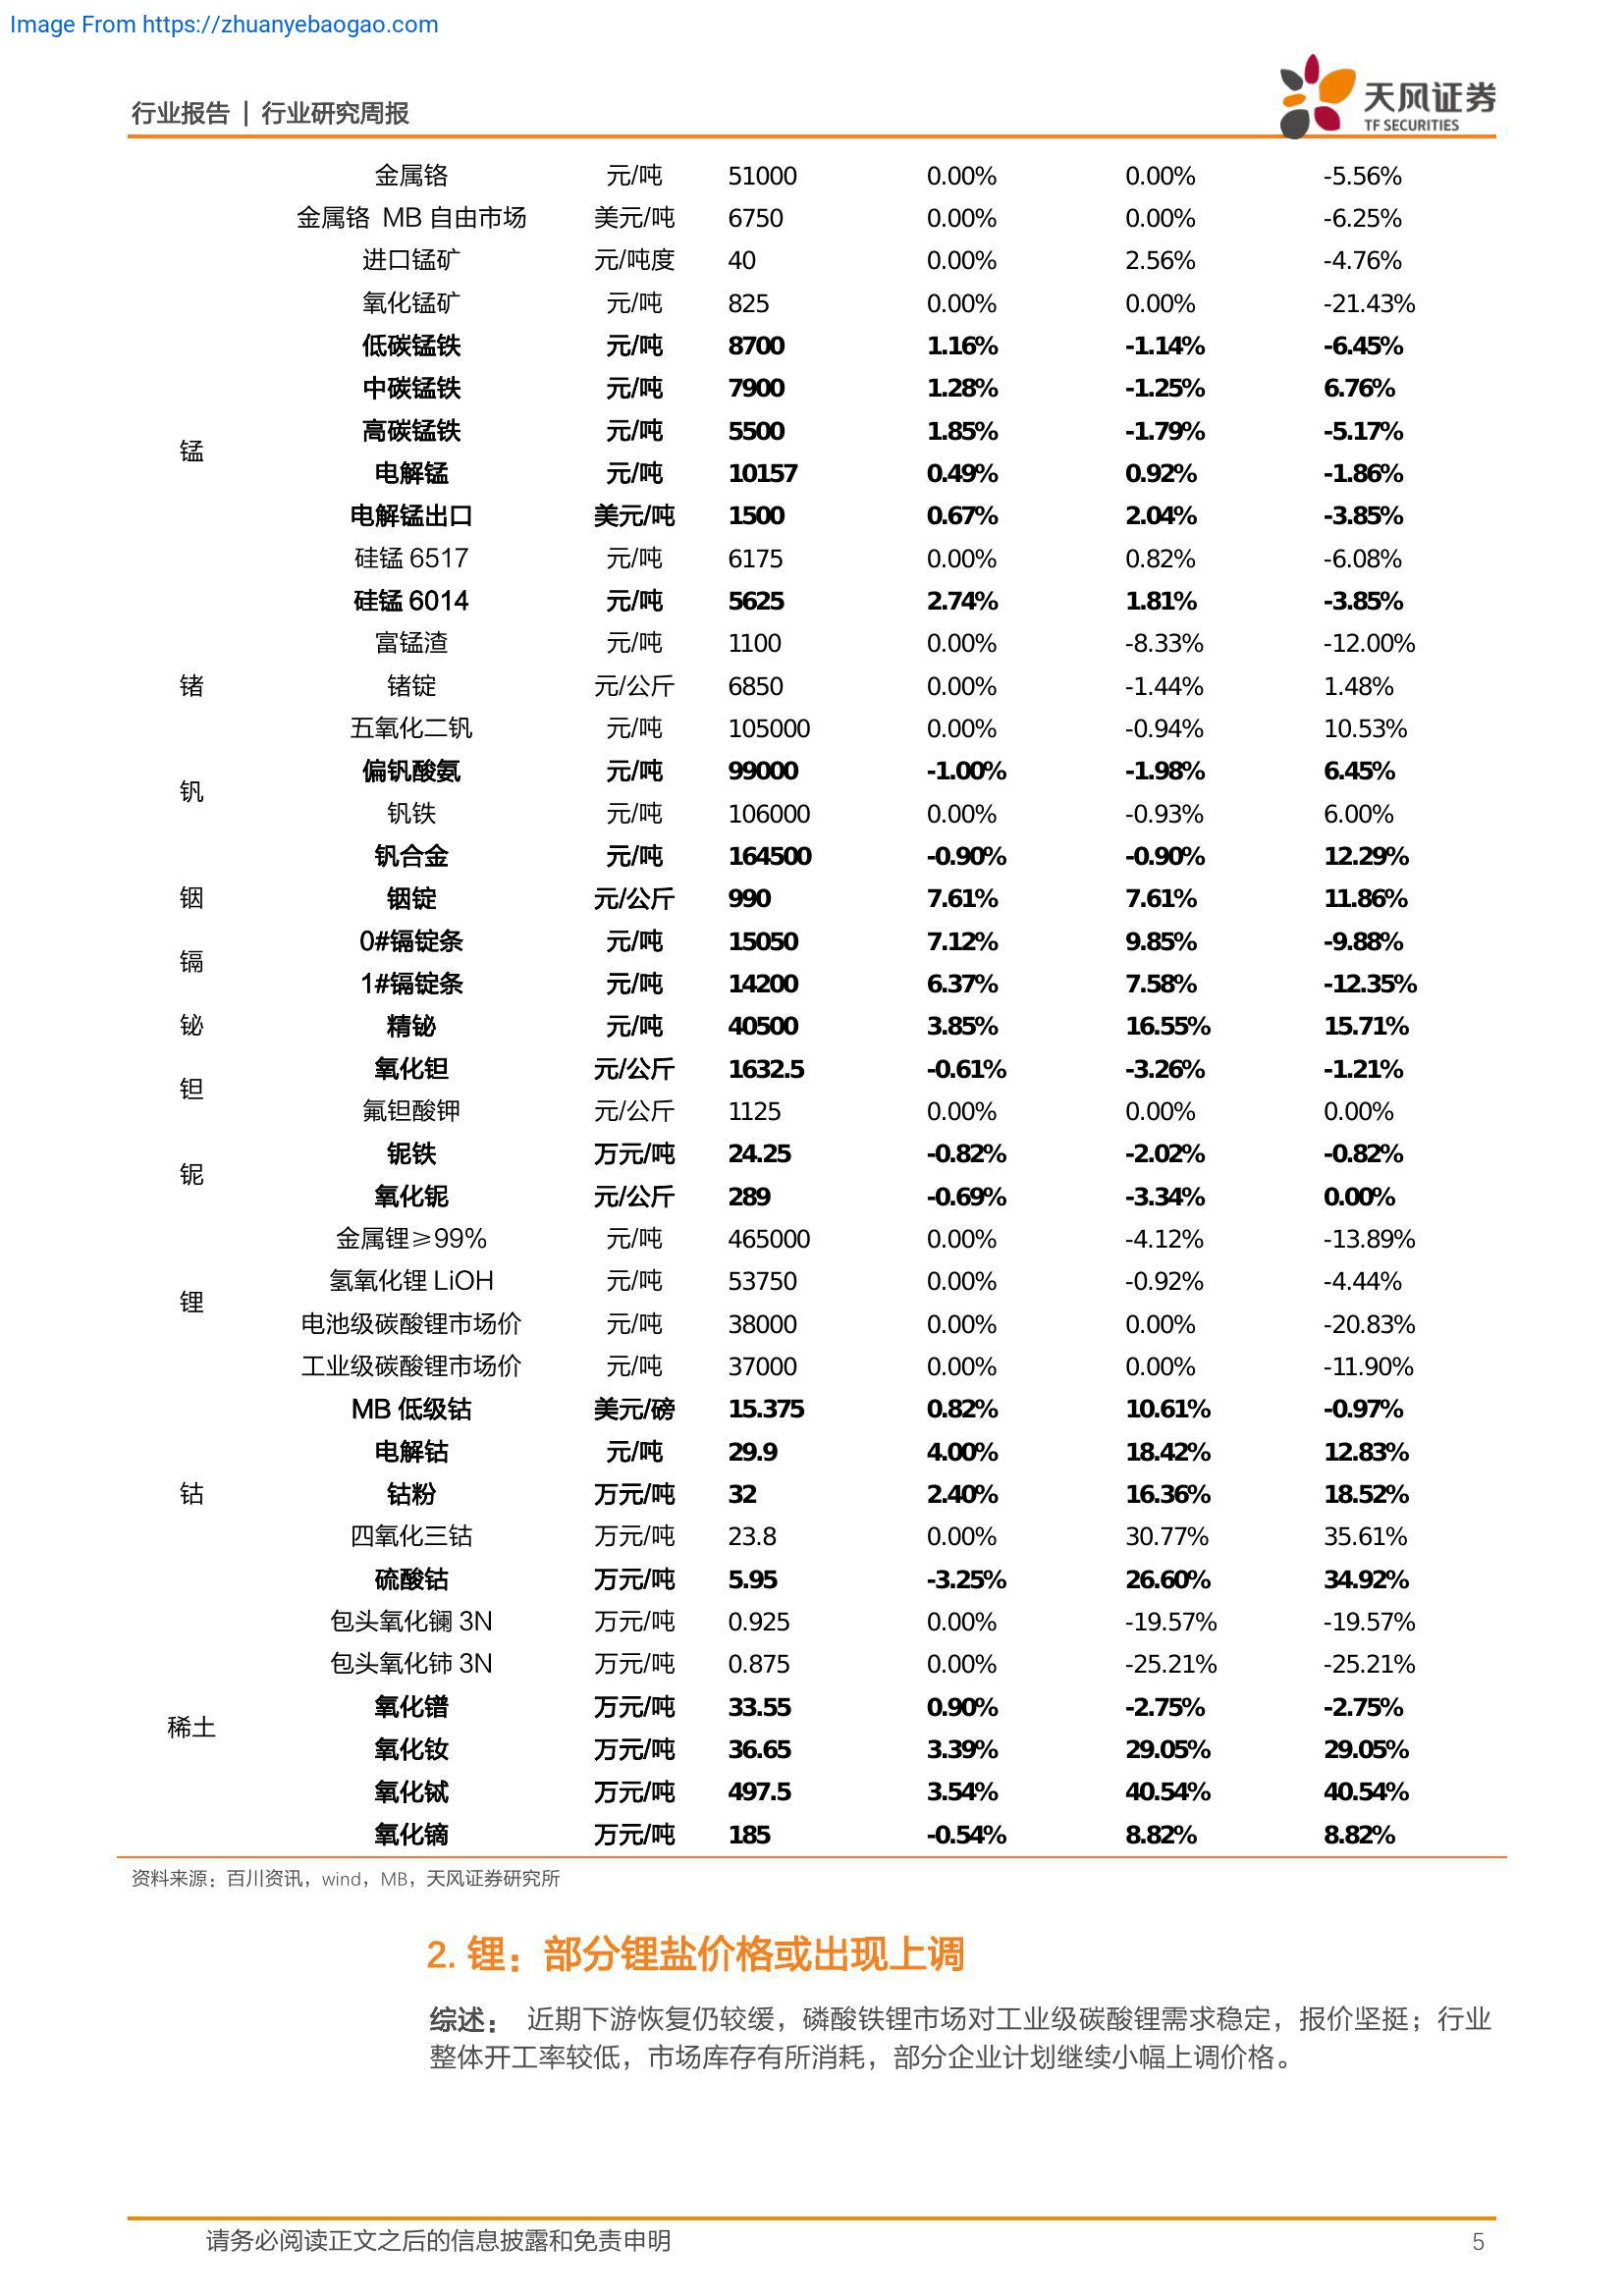 Image From https://zhuanyebaogao.com
行业报告 | 行业研究周报
天风证券
TF SECURITIES
金属铬 元/吨 51000 0.00% 0.00% -5.56%
金属铬 MB 自由市场 美元/吨 6750 0.00% 0.00% -6.25%
进口锰矿 元/吨度 40 0.00% 2.56% -4.76%
氧化锰矿 元/吨 825 0.00% 0.00% -21.43%
低碳锰铁 元/吨 8700 1.16% -1.14% -6.45%
中碳锰铁 元/吨 7900 1.28% -1.25% 6.76%
高碳锰铁 元/吨 5500 1.85% -1.79% -5.17%
锰
电解锰 元/吨 10157 0.49% 0.92% -1.86%
电解锰出口 美元/吨 1500 0.67% 2.04% -3.85%
硅锰 6517 元/吨 6175 0.00% 0.82% -6.08%
硅锰 6014 元/吨 5625 2.74% 1.81% -3.85%
富锰渣 元/吨 1100 0.00% -8.33% -12.00%
锗 锗锭 元/公斤 6850 0.00% -1.44% 1.48%
五氧化二钒 元/吨 105000 0.00% -0.94% 10.53%
偏钒酸氨 元/吨 99000 -1.00% -1.98% 6.45%
钒
钒铁 元/吨 106000 0.00% -0.93% 6.00%
钒合金 元/吨 164500 -0.90% -0.90% 12.29%
铟 铟锭 元/公斤 990 7.61% 7.61% 11.86%
0#镉锭条 元/吨 15050 7.12% 9.85% -9.88%
镉
1#镉锭条 元/吨 14200 6.37% 7.58% -12.35%
铋 精铋 元/吨 40500 3.85% 16.55% 15.71%
氧化钽 元/公斤 1632.5 -0.61% -3.26% -1.21%
钽
氟钽酸钾 元/公斤 1125 0.00% 0.00% 0.00%
铌铁 万元/吨 24.25 -0.82% -2.02% -0.82%
铌
氧化铌 元/公斤 289 -0.69% -3.34% 0.00%
金属锂≥99% 元/吨 465000 0.00% -4.12% -13.89%
氢氧化锂 LiOH 元/吨 53750 0.00% -0.92% -4.44%
锂
电池级碳酸锂市场价 元/吨 38000 0.00% 0.00% -20.83%
工业级碳酸锂市场价 元/吨 37000 0.00% 0.00% -11.90%
MB 低级钴 美元/磅 15.375 0.82% 10.61% -0.97%
电解钴 元/吨 29.9 4.00% 18.42% 12.83%
钴 钴粉 万元/吨 32 2.40% 16.36% 18.52%
四氧化三钴 万元/吨 23.8 0.00% 30.77% 35.61%
硫酸钴 万元/吨 5.95 -3.25% 26.60% 34.92%
包头氧化镧 3N 万元/吨 0.925 0.00% -19.57% -19.57%
包头氧化铈 3N 万元/吨 0.875 0.00% -25.21% -25.21%
氧化镨 万元/吨 33.55 0.90% -2.75% -2.75%
稀土
氧化钕 万元/吨 36.65 3.39% 29.05% 29.05%
氧化铽 万元/吨 497.5 3.54% 40.54% 40.54%
氧化镝 万元/吨 185 -0.54% 8.82% 8.82%
资料来源：百川资讯，wind，MB，天风证券研究所
2. 锂：部分锂盐价格或出现上调
综述： 近期下游恢复仍较缓，磷酸铁锂市场对工业级碳酸锂需求稳定，报价坚挺；行业
整体开工率较低，市场库存有所消耗，部分企业计划继续小幅上调价格。
请务必阅读正文之后的信息披露和免责申明 5